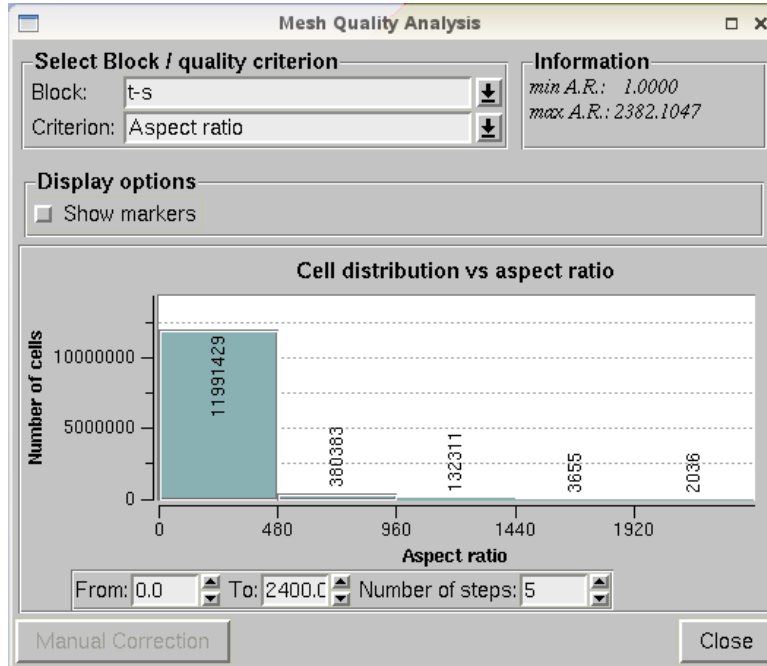 Mesh Quality Analysis
Select Block / quality criterion
Block: t-s
Criterion: Aspect ratio
Information
min A.R.: 1.0000
max A.R.: 2382.1047
Display options
Show markers
Cell distribution vs aspect ratio
Number of cells
10000000
5000000
0
11991429
380383
132311
3655
2036
0 480 960 1440 1920
Aspect ratio
From: 0.0 To: 2400.0 Number of steps: 5
Manual Correction Close